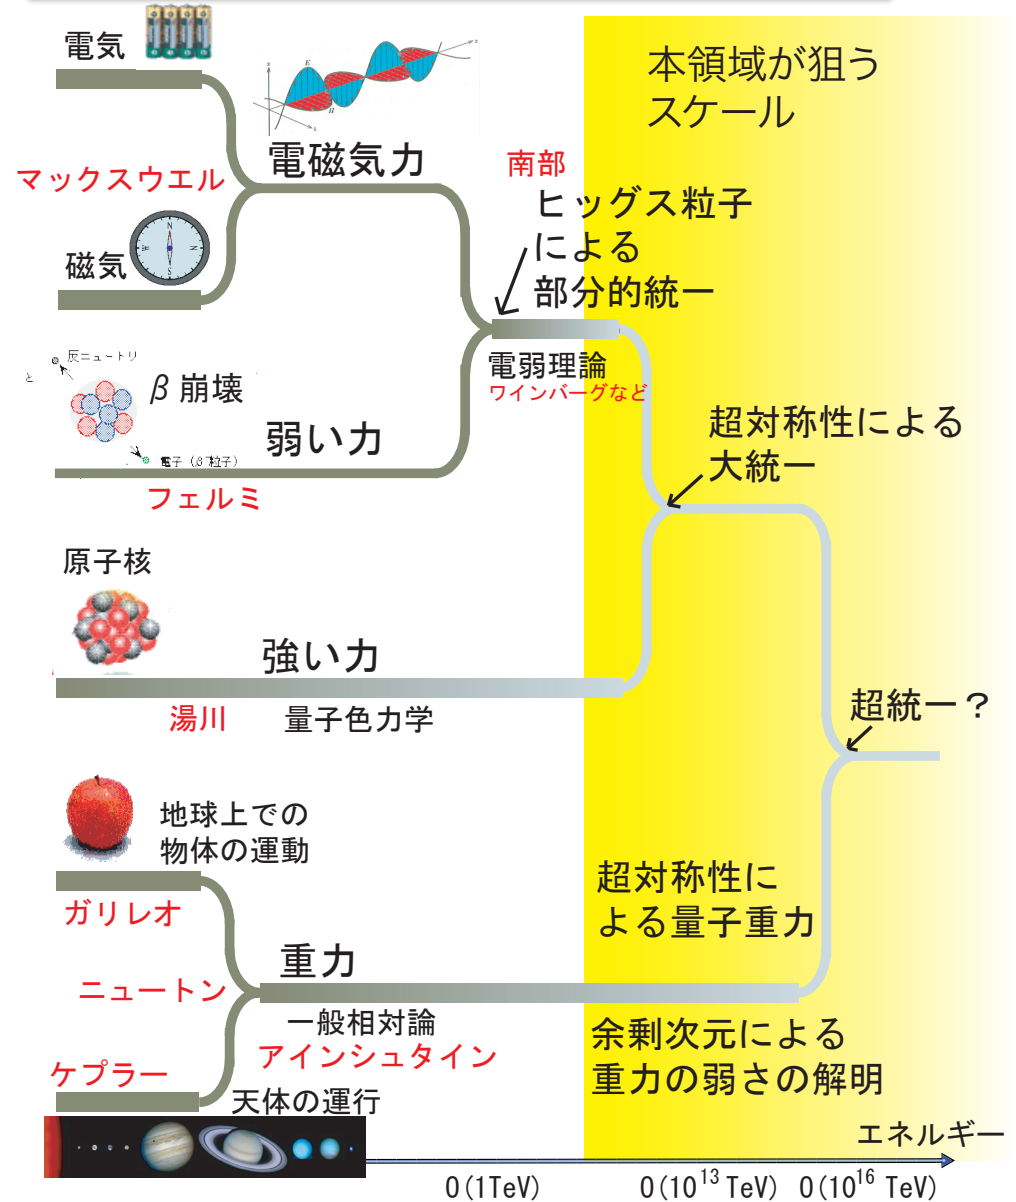 電気
本領域が狙う
スケール
電磁気力
マックスウエル
南部
ヒッグス粒子
による
部分的統一
磁気
電弱理論
ワインバーグなど
反ニュートリ
と
β 崩壊
弱い力
電子 (β粒子)
フェルミ
超対称性による
大統一
原子核
強い力
湯川
量子色力学
超統一？
地球上での
物体の運動
ガリレオ
超対称性に
よる量子重力
重力
ニュートン
一般相対論
アインシュタイン
余剰次元による
重力の弱さの解明
ケプラー
天体の運行
エネルギー
O(1TeV)
O(10¹³ TeV)
O(10¹⁶ TeV)